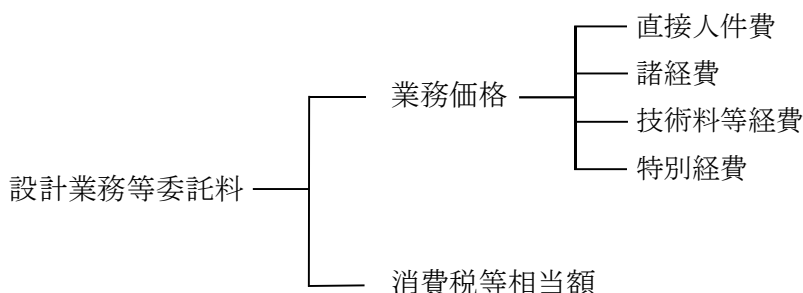 設計業務等委託料
業務価格
直接人件費
諸経費
技術料等経費
特別経費
消費税等相当額